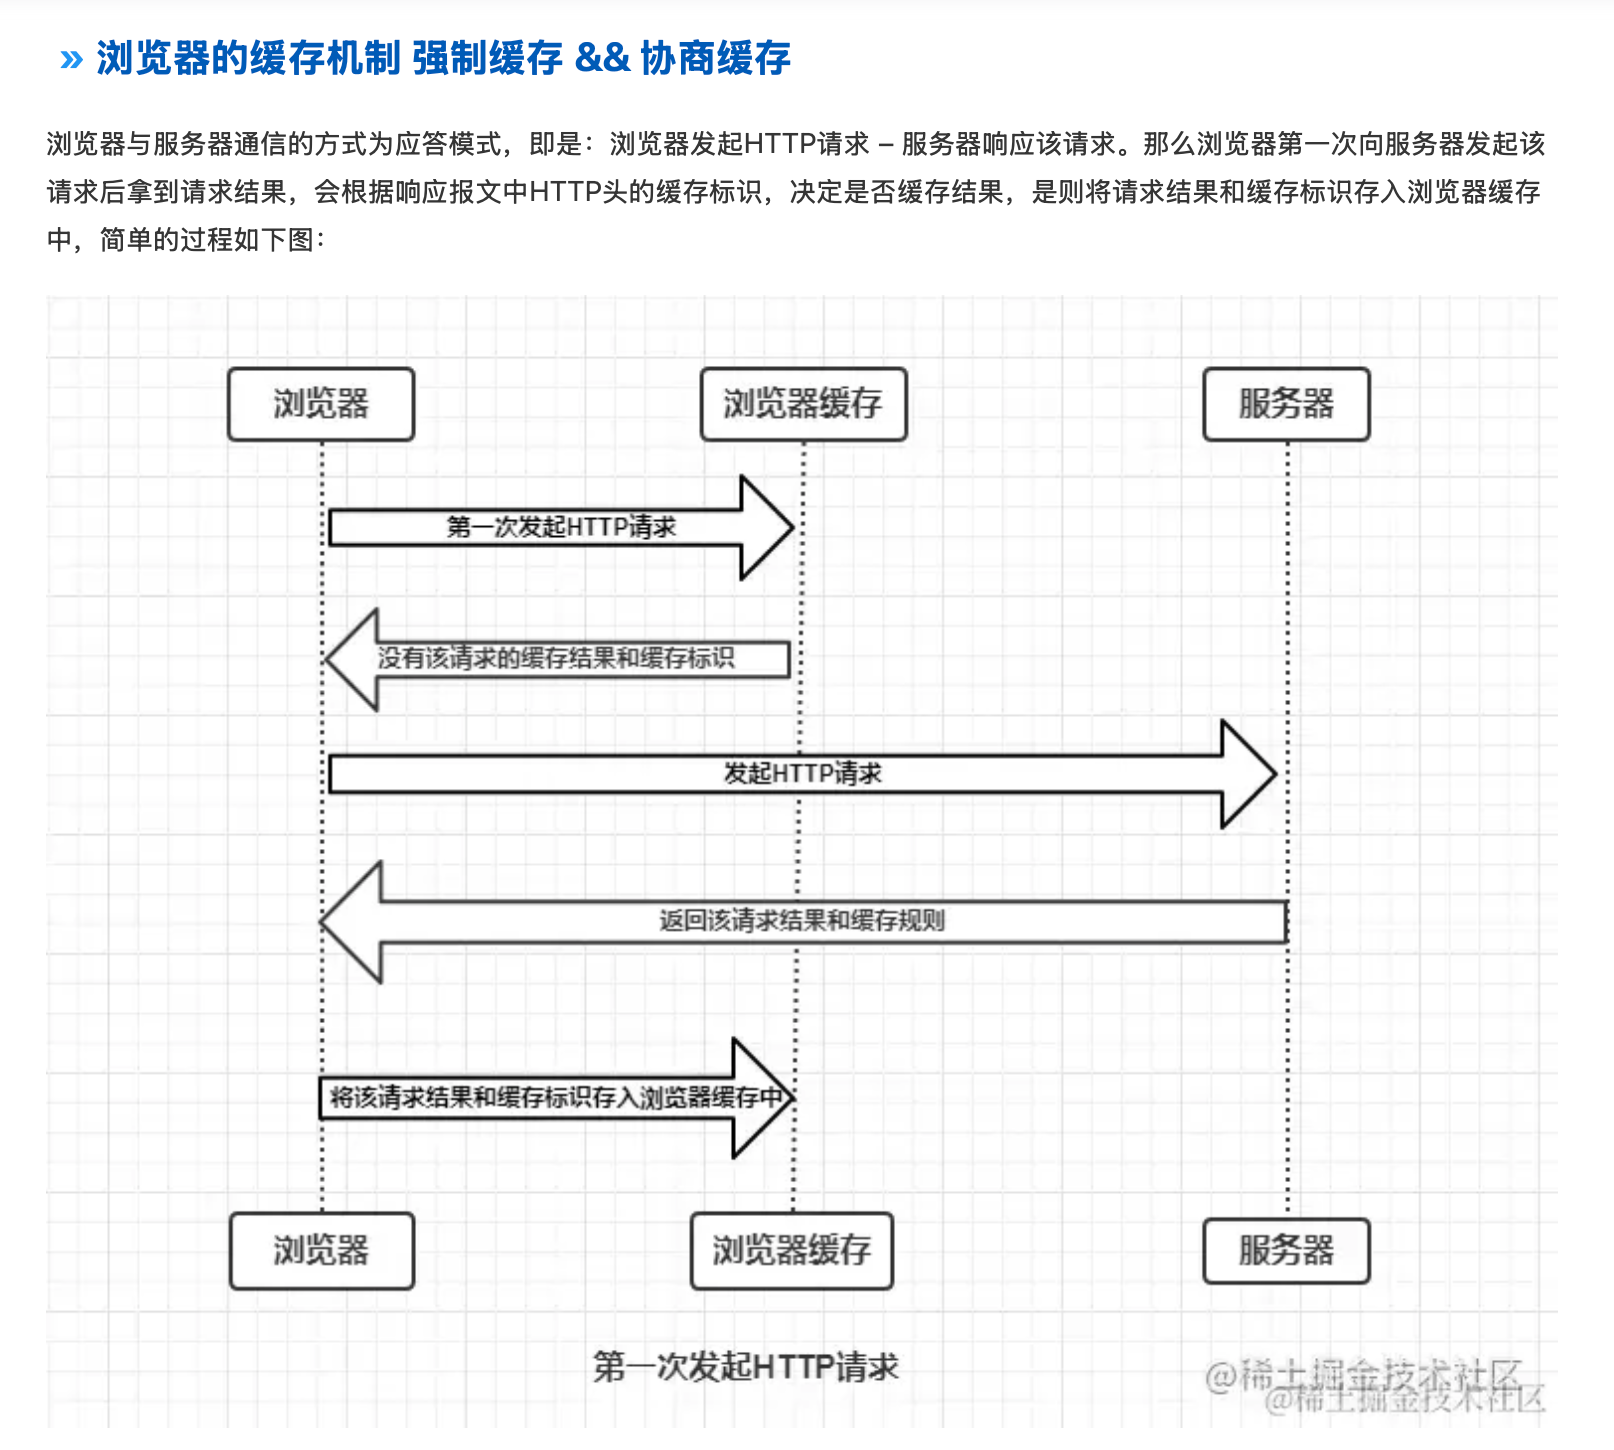 » 浏览器的缓存机制 强制缓存 && 协商缓存
浏览器与服务器通信的方式为应答模式，即是：浏览器发起HTTP请求 – 服务器响应该请求。那么浏览器第一次向服务器发起该
请求后拿到请求结果，会根据响应报文中HTTP头的缓存标识，决定是否缓存结果，是则将请求结果和缓存标识存入浏览器缓存
中，简单的过程如下图：
浏览器
浏览器缓存
服务器
第一次发起HTTP请求
没有该请求的缓存结果和缓存标识
发起HTTP请求
返回该请求结果和缓存规则
将该请求结果和缓存标识存入浏览器缓存中
浏览器
浏览器缓存
服务器
第一次发起HTTP请求
@稀土掘金技术社区
@稀土掘金技术社区